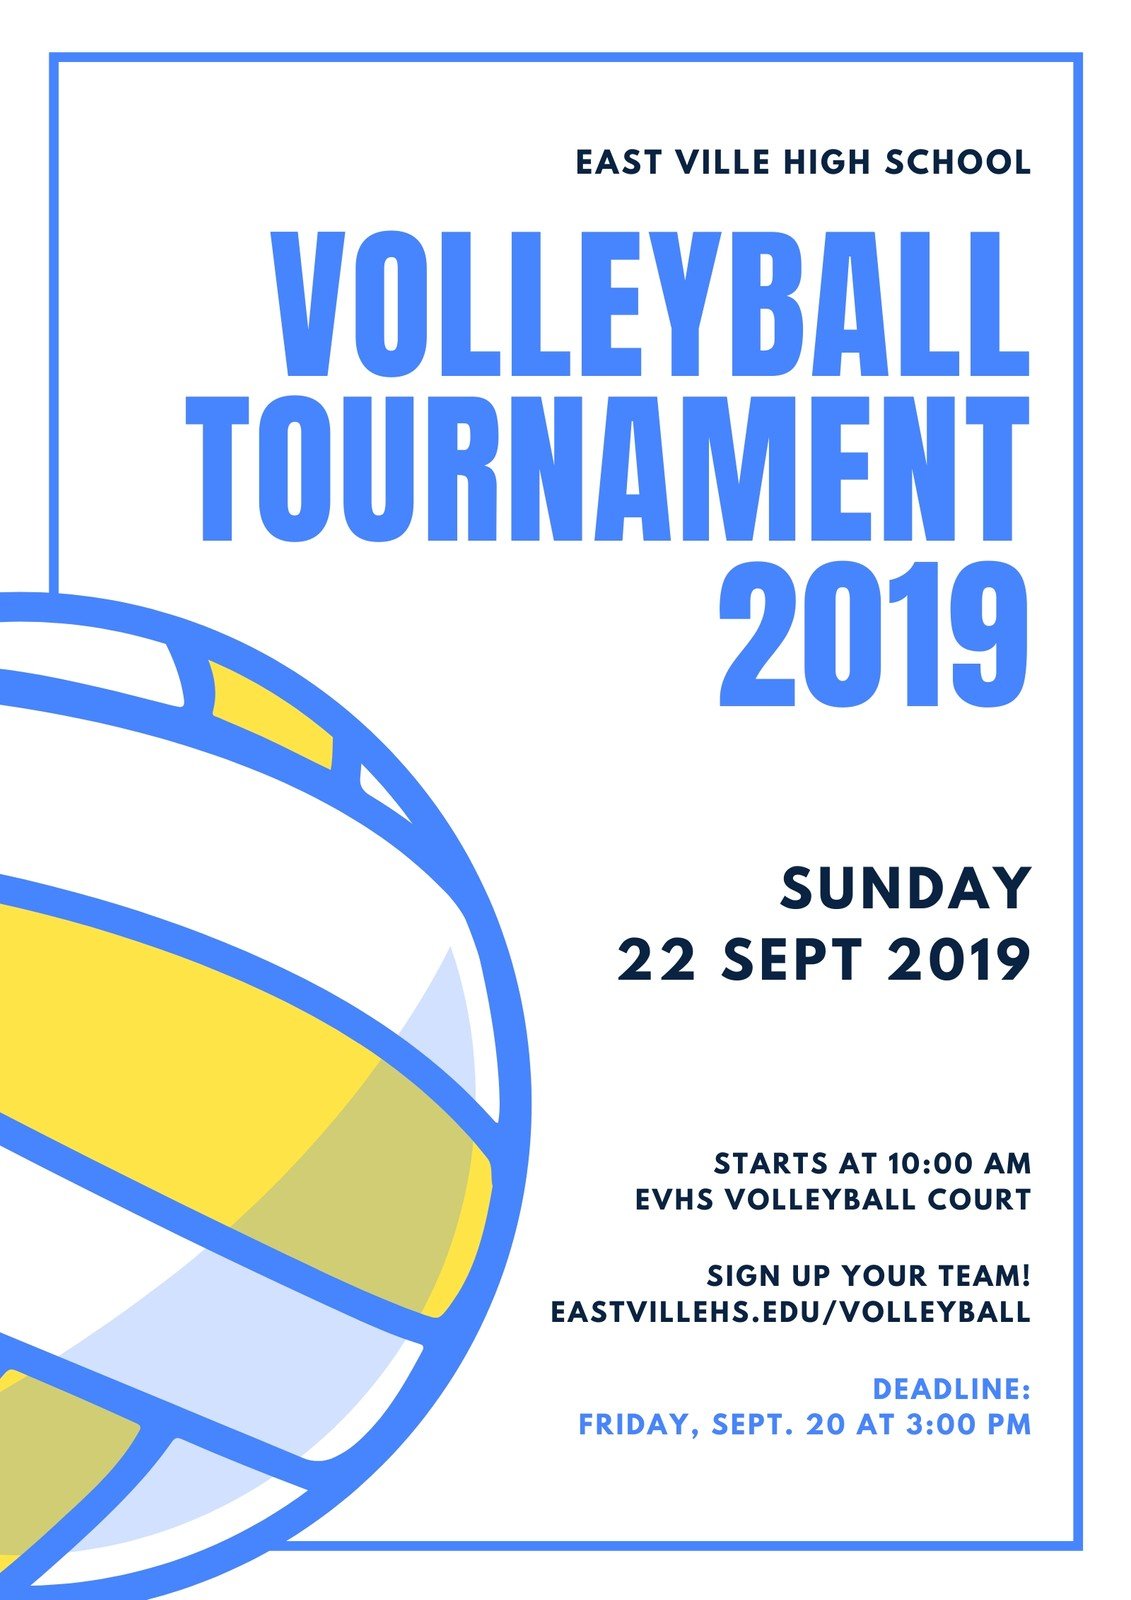 EAST VILLE HIGH SCHOOL
VOLLEYBALL
TOURNAMENT
2019
SUNDAY
22 SEPT 2019
STARTS AT 10:00 AM
EVHS VOLLEYBALL COURT
SIGN UP YOUR TEAM!
EASTVILLEHS.EDU/VOLLEYBALL
DEADLINE:
FRIDAY, SEPT. 20 AT 3:00 PM